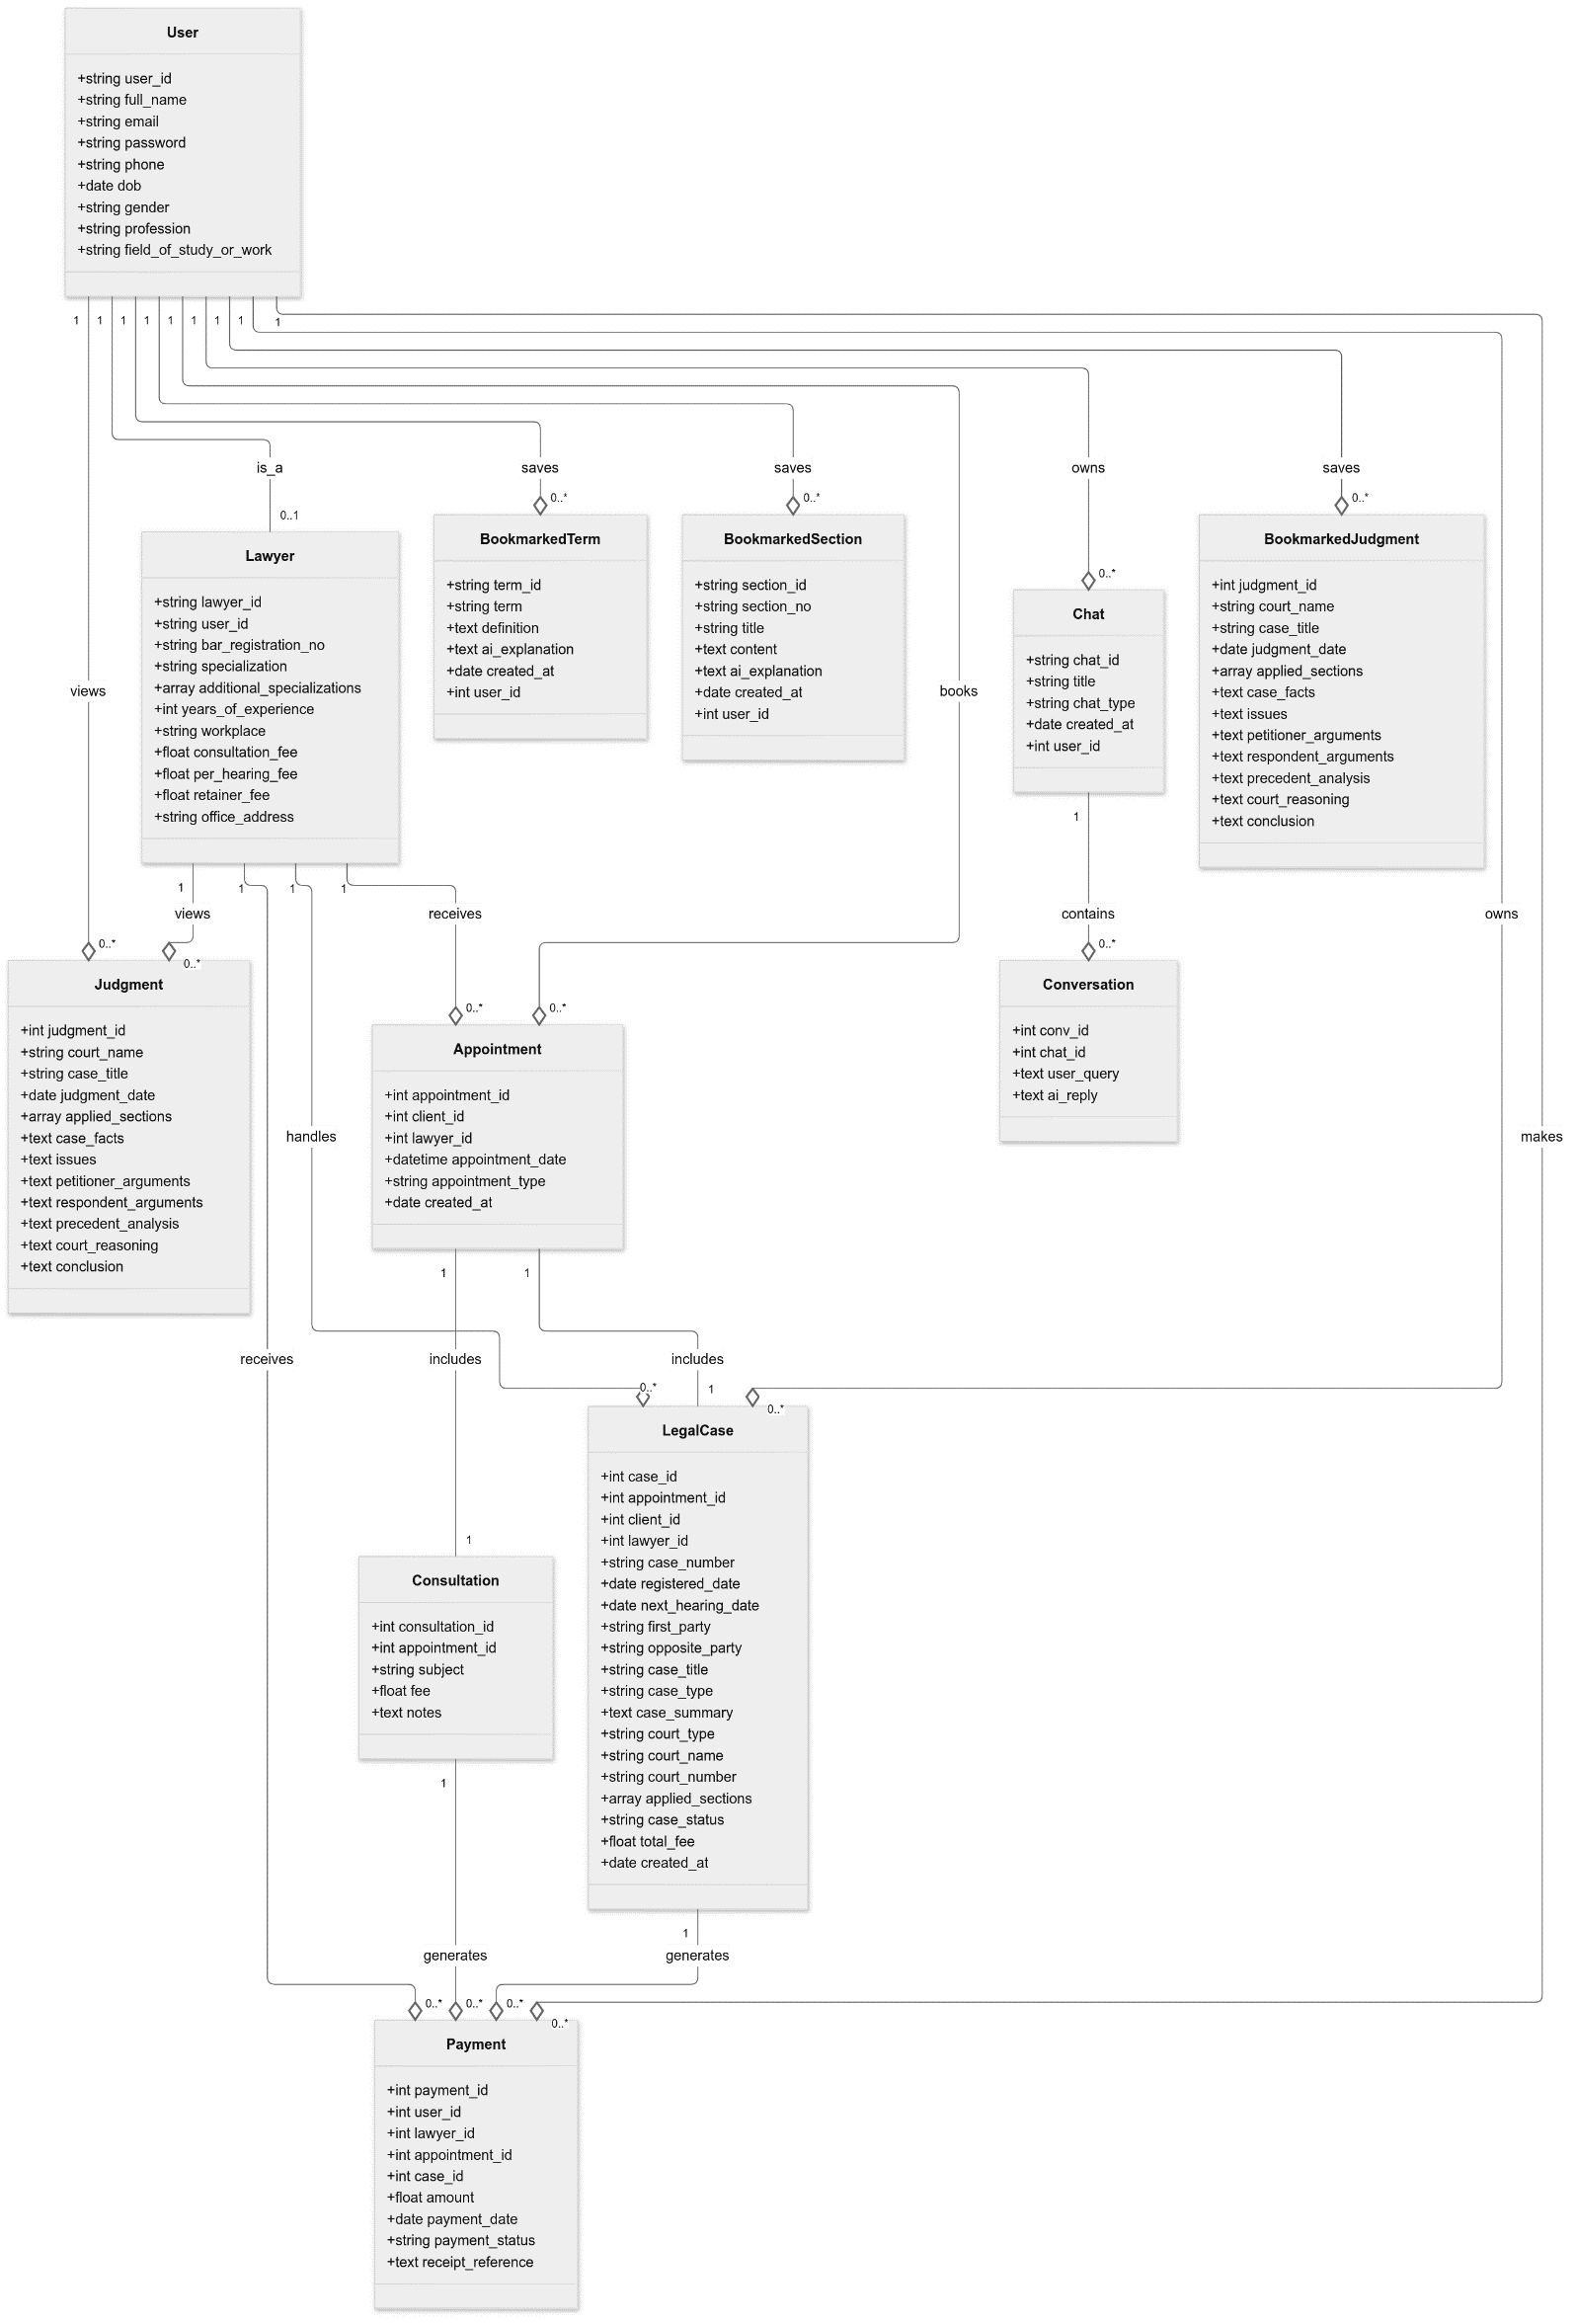 User
+string user_id
+string full_name
+string email
+string password
+string phone
+date dob
+string gender
+string profession
+string field_of_study_or_work
1 1 1 1 1 1 1 1 1
is_a
saves
saves
owns
saves
0..1
0..*
0..*
0..*
0..*
Lawyer
+string lawyer_id
+string user_id
+string bar_registration_no
+string specialization
+array additional_specializations
+int years_of_experience
+string workplace
+float consultation_fee
+float per_hearing_fee
+float retainer_fee
+string office_address
BookmarkedTerm
+string term_id
+string term
+text definition
+text ai_explanation
+date created_at
+int user_id
BookmarkedSection
+string section_id
+string section_no
+string title
+text content
+text ai_explanation
+date created_at
+int user_id
Chat
+string chat_id
+string title
+string chat_type
+date created_at
+int user_id
BookmarkedJudgment
+int judgment_id
+string court_name
+string case_title
+date judgment_date
+array applied_sections
+text case_facts
+text issues
+text petitioner_arguments
+text respondent_arguments
+text precedent_analysis
+text court_reasoning
+text conclusion
views
books
1
1 1 1 1
views
receives
contains
owns
0..*
0..*
0..*
0..*
0..*
Judgment
+int judgment_id
+string court_name
+string case_title
+date judgment_date
+array applied_sections
+text case_facts
+text issues
+text petitioner_arguments
+text respondent_arguments
+text precedent_analysis
+text court_reasoning
+text conclusion
handles
Appointment
+int appointment_id
+int client_id
+int lawyer_id
+datetime appointment_date
+string appointment_type
+date created_at
Conversation
+int conv_id
+int chat_id
+text user_query
+text ai_reply
makes
1 1
receives
includes
includes
0..*
1
0..*
1
LegalCase
+int case_id
+int appointment_id
+int client_id
+int lawyer_id
+string case_number
+date registered_date
+date next_hearing_date
+string first_party
+string opposite_party
+string case_title
+string case_type
+text case_summary
+string court_type
+string court_name
+string court_number
+array applied_sections
+string case_status
+float total_fee
+date created_at
Consultation
+int consultation_id
+int appointment_id
+string subject
+float fee
+text notes
1
1
generates
generates
0..*
0..*
0..*
0..*
Payment
+int payment_id
+int user_id
+int lawyer_id
+int appointment_id
+int case_id
+float amount
+date payment_date
+string payment_status
+text receipt_reference